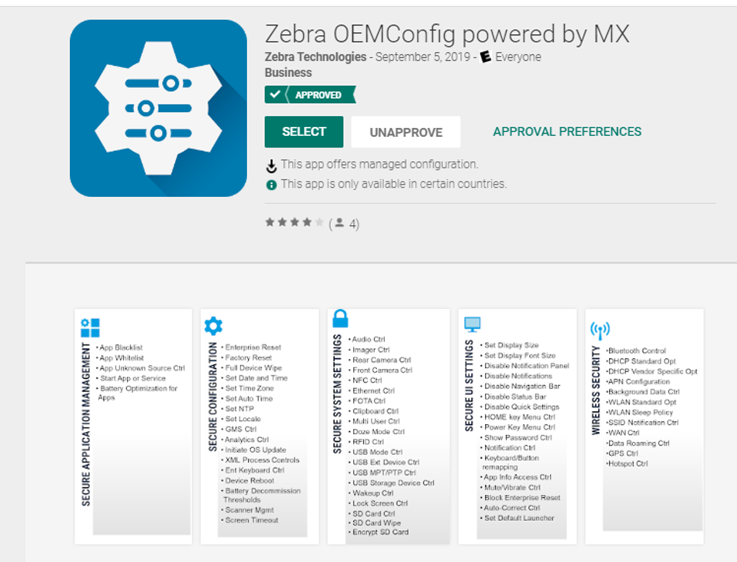 Zebra OEMConfig powered by MX
Zebra Technologies - September 5, 2019 - E Everyone
Business
APPROVED
SELECT
UNAPPROVE
APPROVAL PREFERENCES
This app offers managed configuration.
This app is only available in certain countries.
( 4)
SECURE APPLICATION MANAGEMENT
• App Blacklist
• App Whitelist
• App Unknown Source Ctrl
• Start App or Service
• Battery Optimization for
Apps
SECURE CONFIGURATION
• Enterprise Reset
• Factory Reset
• Full Device Wipe
• Set Date and Time
• Set Time Zone
• Set Auto Time
• Set NTP
• Set Locale
• GMS Ctrl
• Analytics Ctrl
• Initiate OS Update
• XML Process Controls
• Ent Keyboard Ctrl
• Device Reboot
• Battery Decommission
Thresholds
• Scanner Mgmt
• Screen Timeout
SECURE SYSTEM SETTINGS
• Audio Ctrl
• Imager Ctrl
• Rear Camera Ctrl
• Front Camera Ctrl
• NFC Ctrl
• Ethernet Ctrl
• FOTA Ctrl
• Clipboard Ctrl
• Multi User Ctrl
• Doze Mode Ctrl
• RFID Ctrl
• USB Mode Ctrl
• USB Ext Device Ctrl
• USB MPT/PTP Ctrl
• USB Storage Device Ctrl
• Wakeup Ctrl
• Lock Screen Ctrl
• SD Card Ctrl
• SD Card Wipe
• Encrypt SD Card
SECURE UI SETTINGS
• Set Display Size
• Set Display Font Size
• Disable Notification Panel
• Disable Notifications
• Disable Navigation Bar
• Disable Status Bar
• Disable Quick Settings
• HOME key Menu Ctrl
• Power Key Menu Ctrl
• Show Password Ctrl
• Notification Ctrl
• Keyboard/Button
remapping
• App Info Access Ctrl
• Mute/Vibrate Ctrl
• Block Enterprise Reset
• Auto-Correct Ctrl
• Set Default Launcher
WIRELESS SECURITY
• Bluetooth Control
• DHCP Standard Opt
• DHCP Vendor Specific Opt
• APN Configuration
• Background Data Ctrl
• WLAN Standard Opt
• WLAN Sleep Policy
• SSID Notification Ctrl
• WAN Ctrl
• Data Roaming Ctrl
• GPS Ctrl
• Hotspot Ctrl